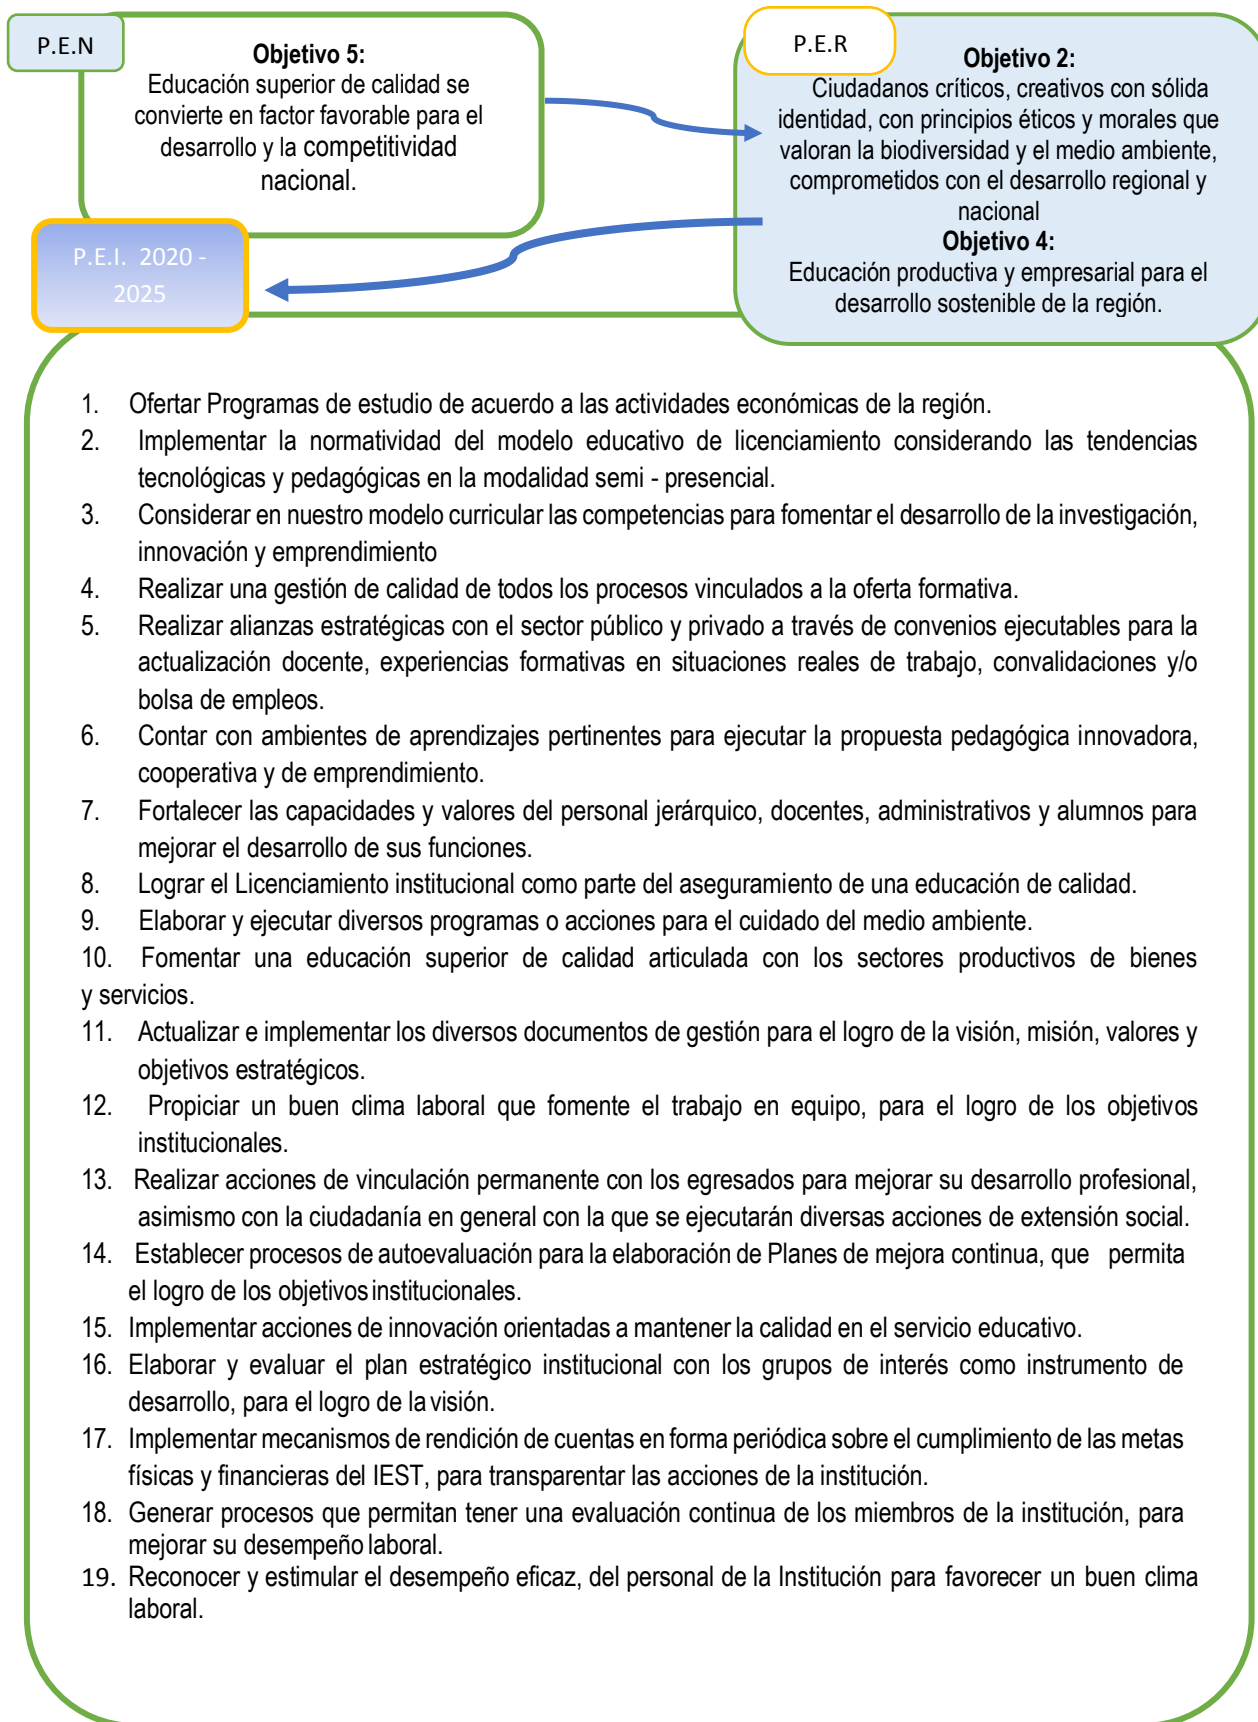 P.E.N
Objetivo 5:
Educación superior de calidad se
convierte en factor favorable para el
desarrollo y la competitividad
nacional.
P.E.R
Objetivo 2:
Ciudadanos críticos, creativos con sólida
identidad, con principios éticos y morales que
valoran la biodiversidad y el medio ambiente,
comprometidos con el desarrollo regional y
nacional
Objetivo 4:
Educación productiva y empresarial para el
desarrollo sostenible de la región.
P.E.I. 2020 -
2025
1. Ofertar Programas de estudio de acuerdo a las actividades económicas de la región.
2. Implementar la normatividad del modelo educativo de licenciamiento considerando las tendencias
tecnológicas y pedagógicas en la modalidad semi - presencial.
3. Considerar en nuestro modelo curricular las competencias para fomentar el desarrollo de la investigación,
innovación y emprendimiento
4. Realizar una gestión de calidad de todos los procesos vinculados a la oferta formativa.
5. Realizar alianzas estratégicas con el sector público y privado a través de convenios ejecutables para la
actualización docente, experiencias formativas en situaciones reales de trabajo, convalidaciones y/o
bolsa de empleos.
6. Contar con ambientes de aprendizajes pertinentes para ejecutar la propuesta pedagógica innovadora,
cooperativa y de emprendimiento.
7. Fortalecer las capacidades y valores del personal jerárquico, docentes, administrativos y alumnos para
mejorar el desarrollo de sus funciones.
8. Lograr el Licenciamiento institucional como parte del aseguramiento de una educación de calidad.
9. Elaborar y ejecutar diversos programas o acciones para el cuidado del medio ambiente.
10. Fomentar una educación superior de calidad articulada con los sectores productivos de bienes
y servicios.
11. Actualizar e implementar los diversos documentos de gestión para el logro de la visión, misión, valores y
objetivos estratégicos.
12. Propiciar un buen clima laboral que fomente el trabajo en equipo, para el logro de los objetivos
institucionales.
13. Realizar acciones de vinculación permanente con los egresados para mejorar su desarrollo profesional,
asimismo con la ciudadanía en general con la que se ejecutarán diversas acciones de extensión social.
14. Establecer procesos de autoevaluación para la elaboración de Planes de mejora continua, que permita
el logro de los objetivos institucionales.
15. Implementar acciones de innovación orientadas a mantener la calidad en el servicio educativo.
16. Elaborar y evaluar el plan estratégico institucional con los grupos de interés como instrumento de
desarrollo, para el logro de la visión.
17. Implementar mecanismos de rendición de cuentas en forma periódica sobre el cumplimiento de las metas
físicas y financieras del IEST, para transparentar las acciones de la institución.
18. Generar procesos que permitan tener una evaluación continua de los miembros de la institución, para
mejorar su desempeño laboral.
19. Reconocer y estimular el desempeño eficaz, del personal de la Institución para favorecer un buen clima
laboral.